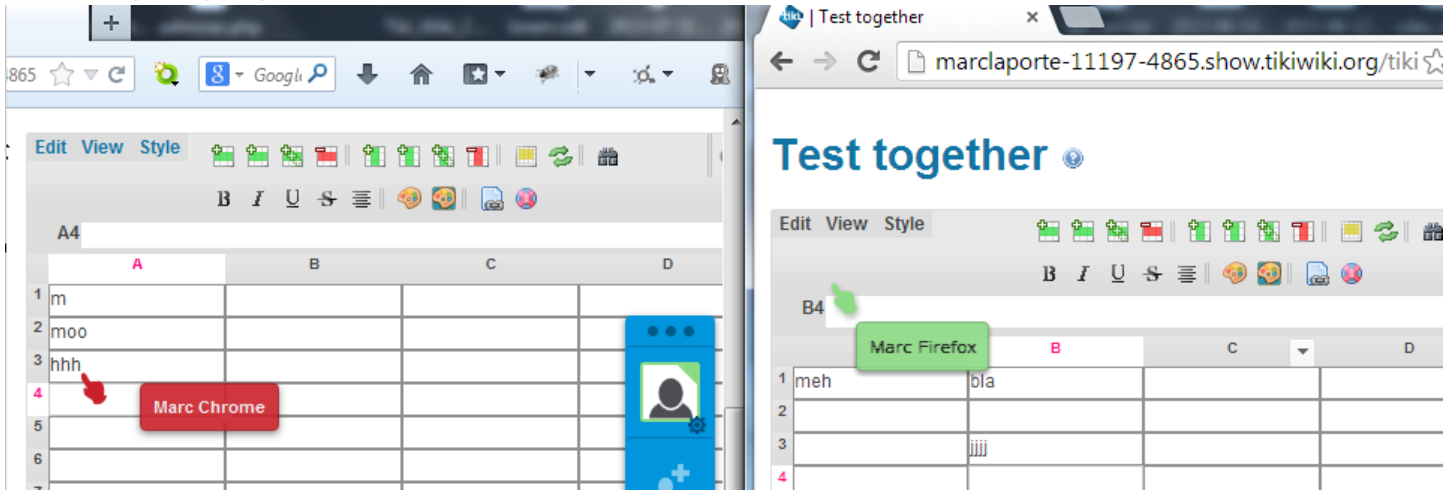 | Test together
865
Googl
marclaporte-11197-4865.show.tikiwiki.org/tiki
Edit View Style
B I U S
A4
A B C D
1 m
2 moo
3 hhh
4
Marc Chrome
5
6
Test together
Edit View Style
B I U S
B4
Marc Firefox
B C D
1 meh bla
2
3 jjjj
4